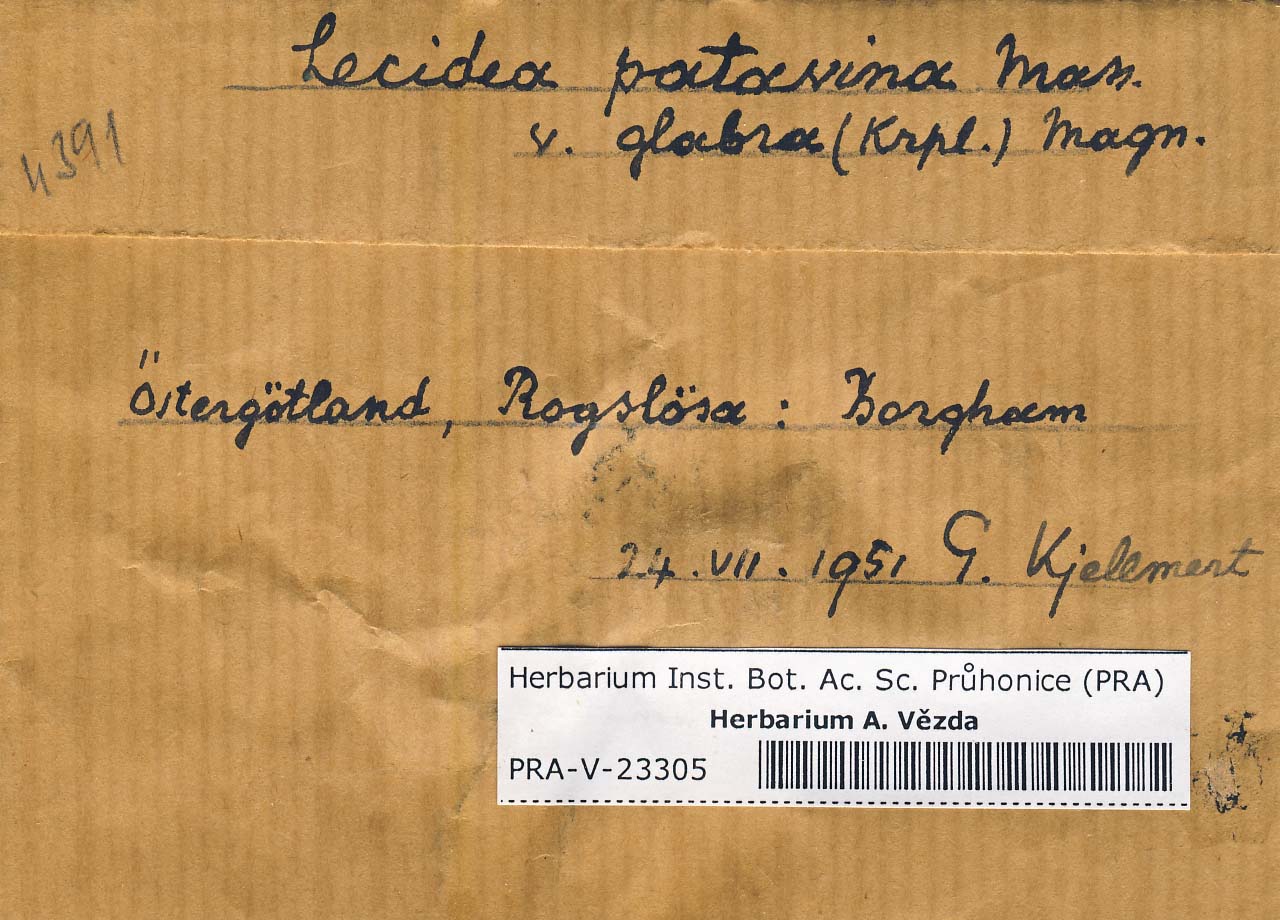 Lecidea patavina Mass.
v. glabra (Krpl.) Magn.
4391
Östergötland, Rogslösa: Borghamn
24.VII.1951 G. Kjellmert
Herbarium Inst. Bot. Ac. Sc. Průhonice (PRA)
Herbarium A. Vězda
PRA-V-23305